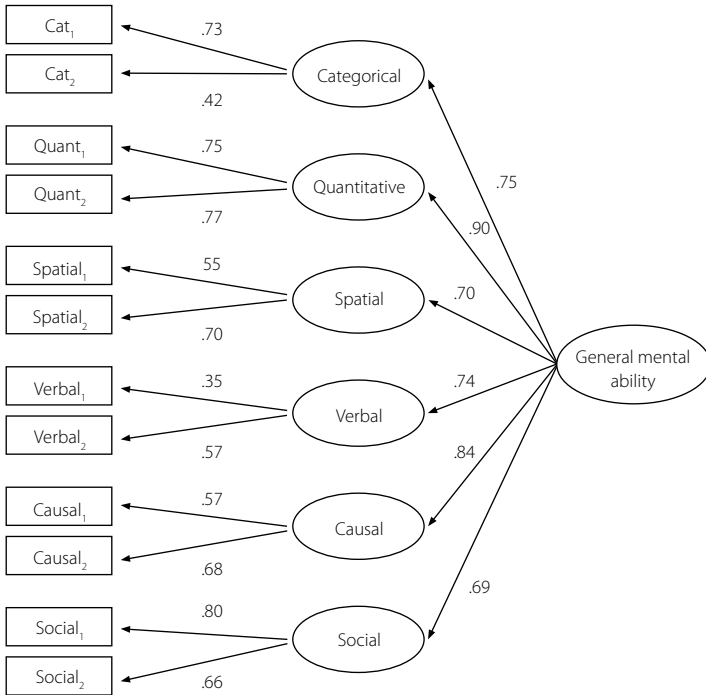 Cat₁
.73
Categorical
Cat₂
.42
.75
Quant₁
.75
Quantitative
Quant₂
.77
.90
Spatial₁
55
Spatial
.70
Spatial₂
.70
General mental
ability
Verbal₁
.35
.74
Verbal
Verbal₂
.57
.84
Causal₁
.57
Causal
Causal₂
.68
.69
Social₁
.80
Social
Social₂
.66